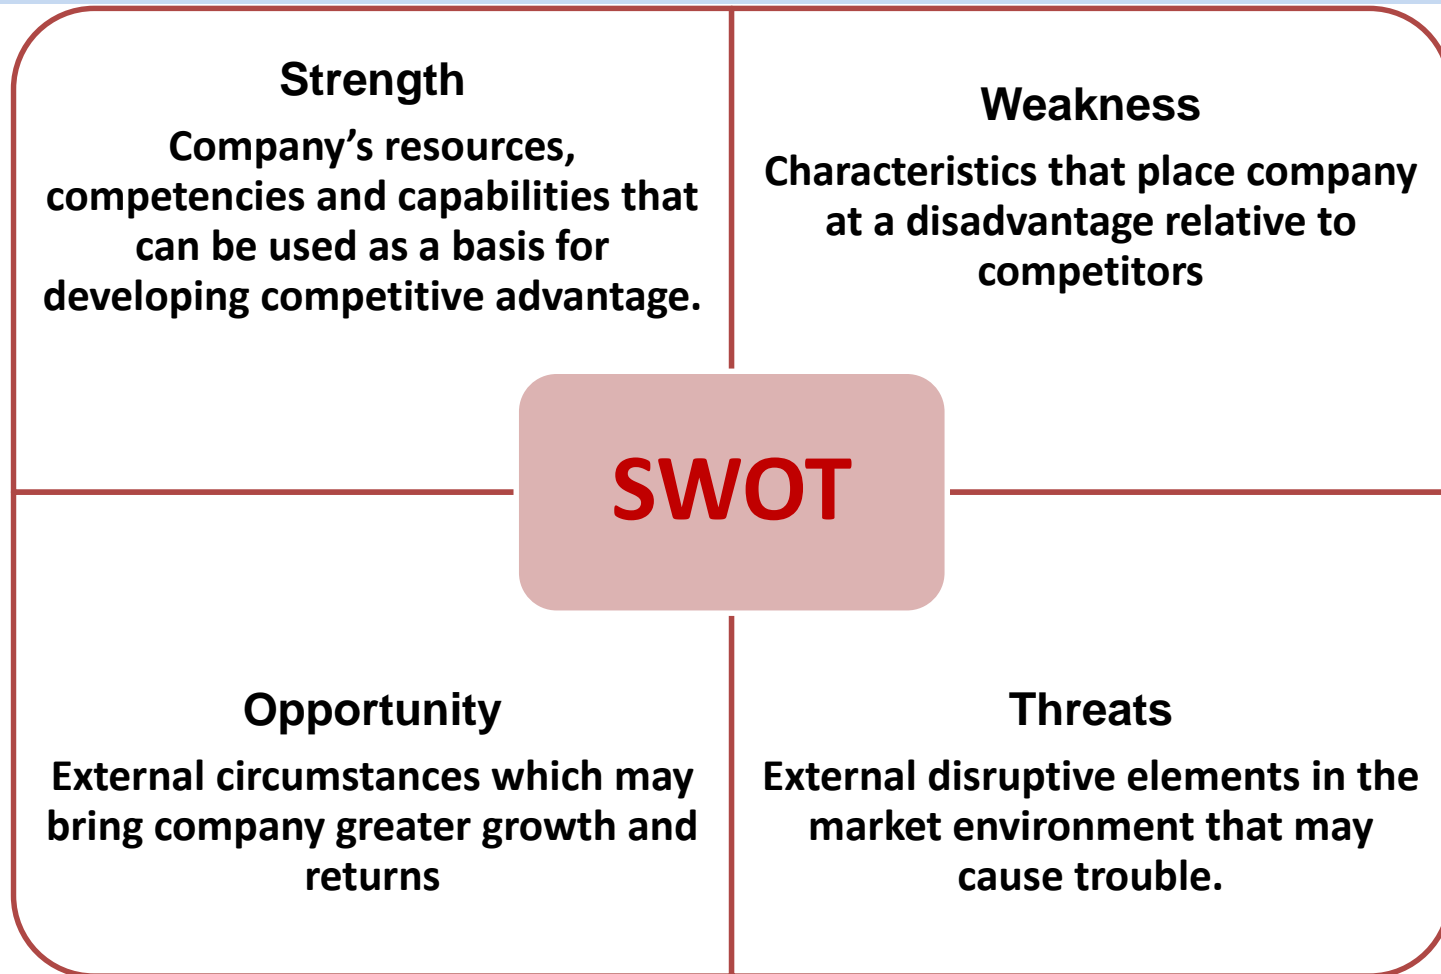 Strength
Company’s resources,
competencies and capabilities that
can be used as a basis for
developing competitive advantage.
Weakness
Characteristics that place company
at a disadvantage relative to
competitors
SWOT
Opportunity
External circumstances which may
bring company greater growth and
returns
Threats
External disruptive elements in the
market environment that may
cause trouble.